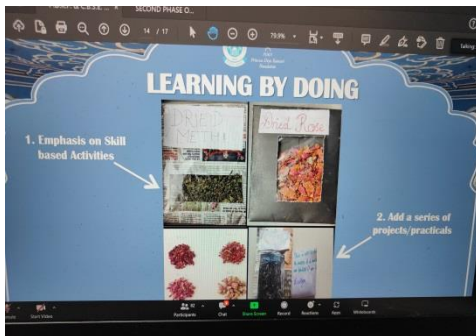 SECOND PHASE O...
14 / 17
79.9%
LEARNING BY DOING
1. Emphasis on Skill
based Activities
DRIED
METHI
Dried Rose
2. Add a series of
projects/practicals
Start Video
Participants
Chat
Share Screen
Record
Reactions
Apps
Whiteboards